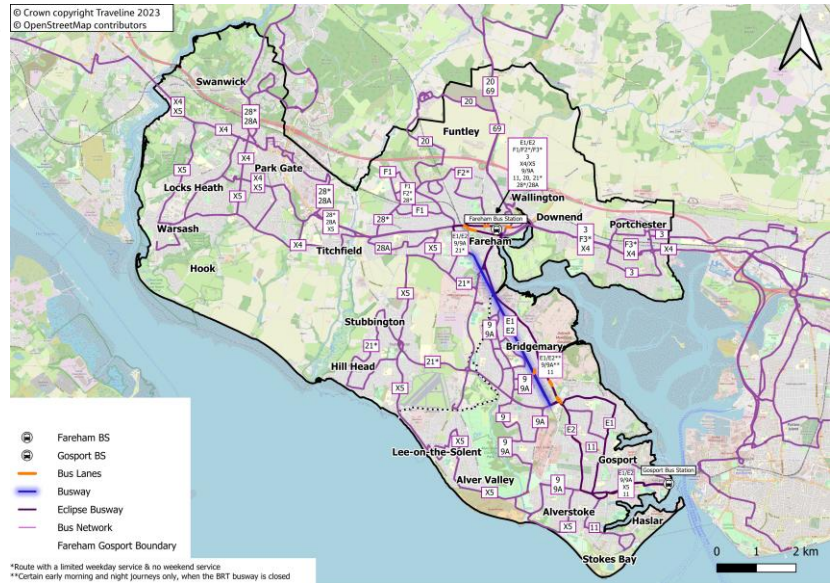 © Crown copyright Traveline 2023
© OpenStreetMap contributors
Swanwick
X4
X5
28*
28A
X4
20
69
20
Funtley
20
69
E1/E2
F1/F2*/F3*
3
X4/X5
9/9A
11, 20, 21*
28*/28A
X4
Park Gate
X5
Locks Heath
X4
X5
X5
F1
F1
F2*
28*
F2*
28*
28A
Wallington
Fareham Bus Station
Downend
Portchester
3
Warsash
28*
28A
X5
28*
F1
E1/E2
9/9A
21*
Fareham
3
F3*
X4
F3*
X4
X4
X4
Titchfield
28A
X5
Hook
3
21*
X5
Stubbington
9
9A
E1
E2
21*
Bridgemary
Hill Head
21*
E1/E2**
9/9A**
11
X5
9
9A
9
9A
E2
E1
Fareham BS
Gosport BS
Bus Lanes
Busway
Eclipse Busway
Bus Network
Fareham Gosport Boundary
X5
Lee-on-the-Solent
9
9A
11
Gosport
Gosport Bus Station
Alver Valley
X5
9
9A
E1/E2
9/9A
X5
11
Alverstoke
X5
11
Haslar
Stokes Bay
0 1 2 km
*Route with a limited weekday service & no weekend service
**Certain early morning and night journeys only, when the BRT busway is closed